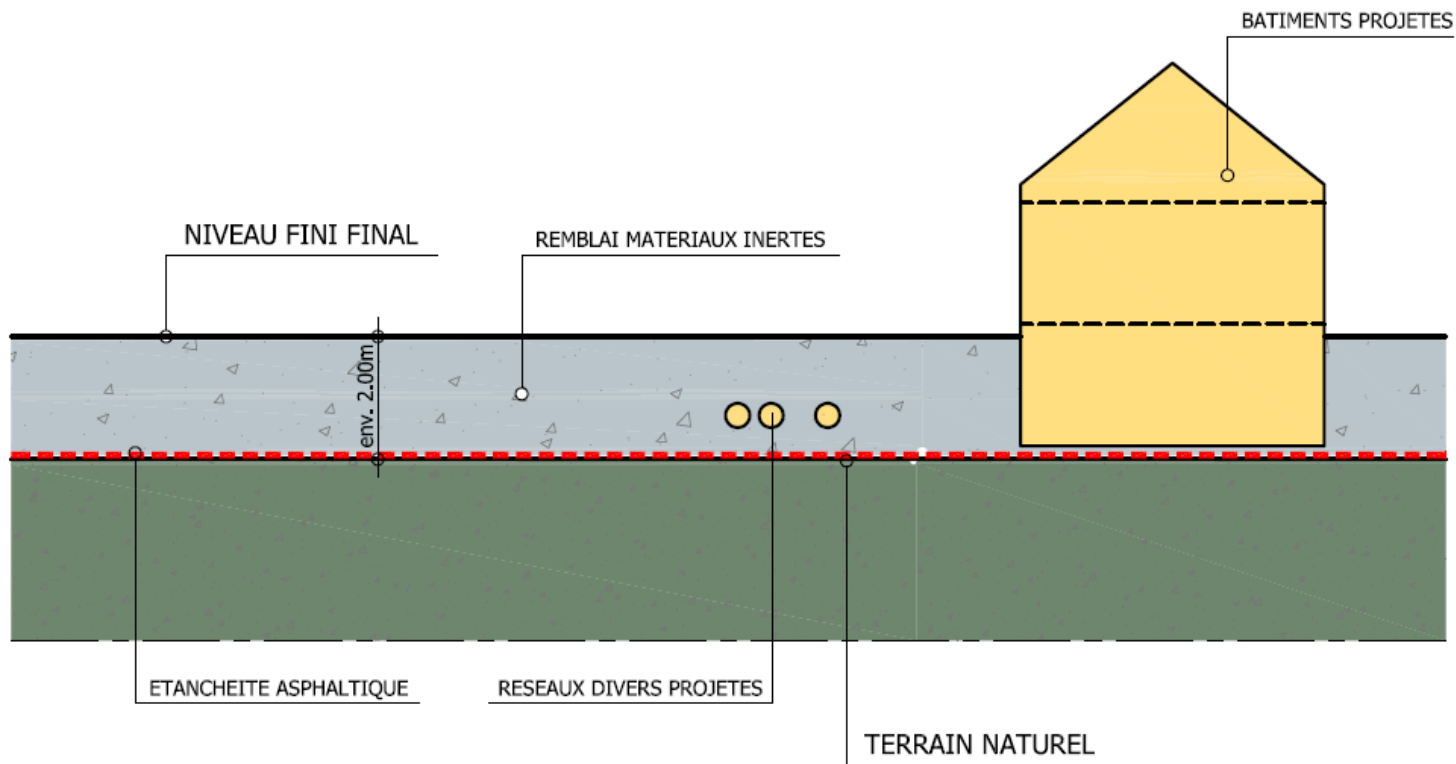 BATIMENTS PROJETES
NIVEAU FINI FINAL
REMBLAI MATERIAUX INERTES
env. 2.00m
ETANCHEITE ASPHALTIQUE
RESEAUX DIVERS PROJETES
TERRAIN NATUREL